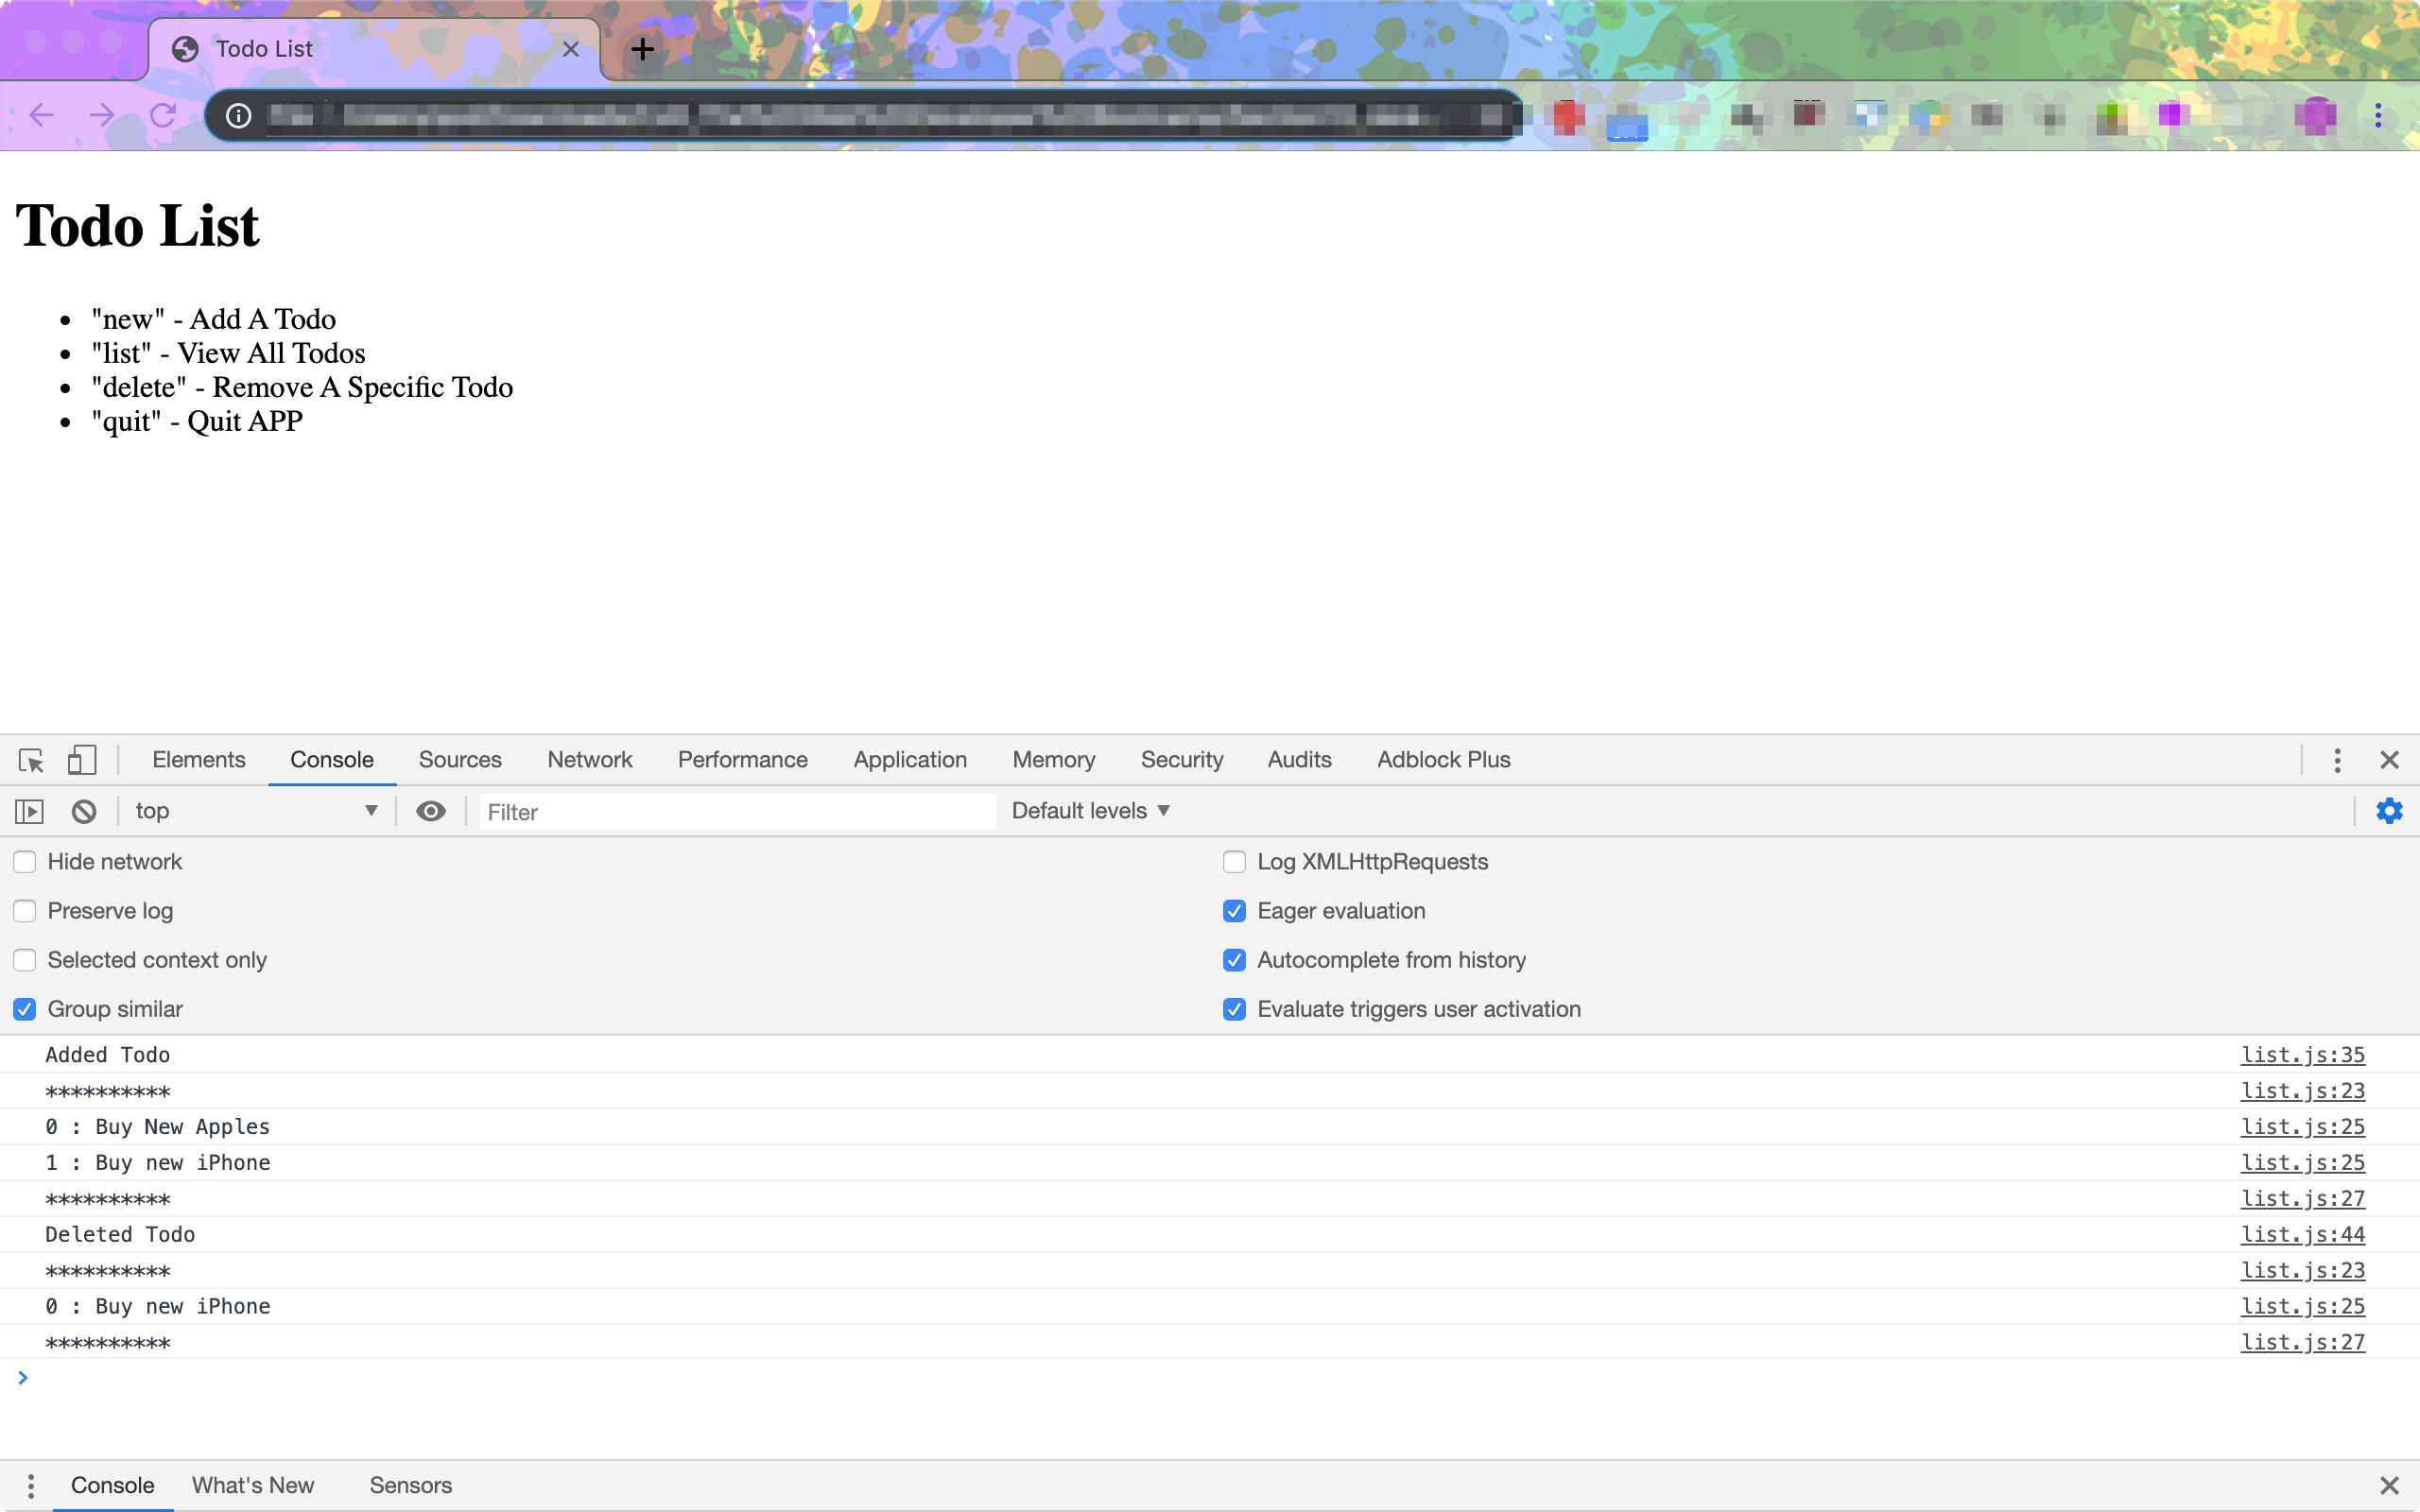 Todo List
Todo List
"new" - Add A Todo
"list" - View All Todos
"delete" - Remove A Specific Todo
"quit" - Quit APP
Elements Console Sources Network Performance Application Memory Security Audits Adblock Plus
top Filter Default levels
Hide network Log XMLHttpRequests
Preserve log Eager evaluation
Selected context only Autocomplete from history
Group similar Evaluate triggers user activation
Added Todo list.js:35
********** list.js:23
0 : Buy New Apples list.js:25
1 : Buy new iPhone list.js:25
********** list.js:27
Deleted Todo list.js:44
********** list.js:23
0 : Buy new iPhone list.js:25
********** list.js:27
Console What's New Sensors